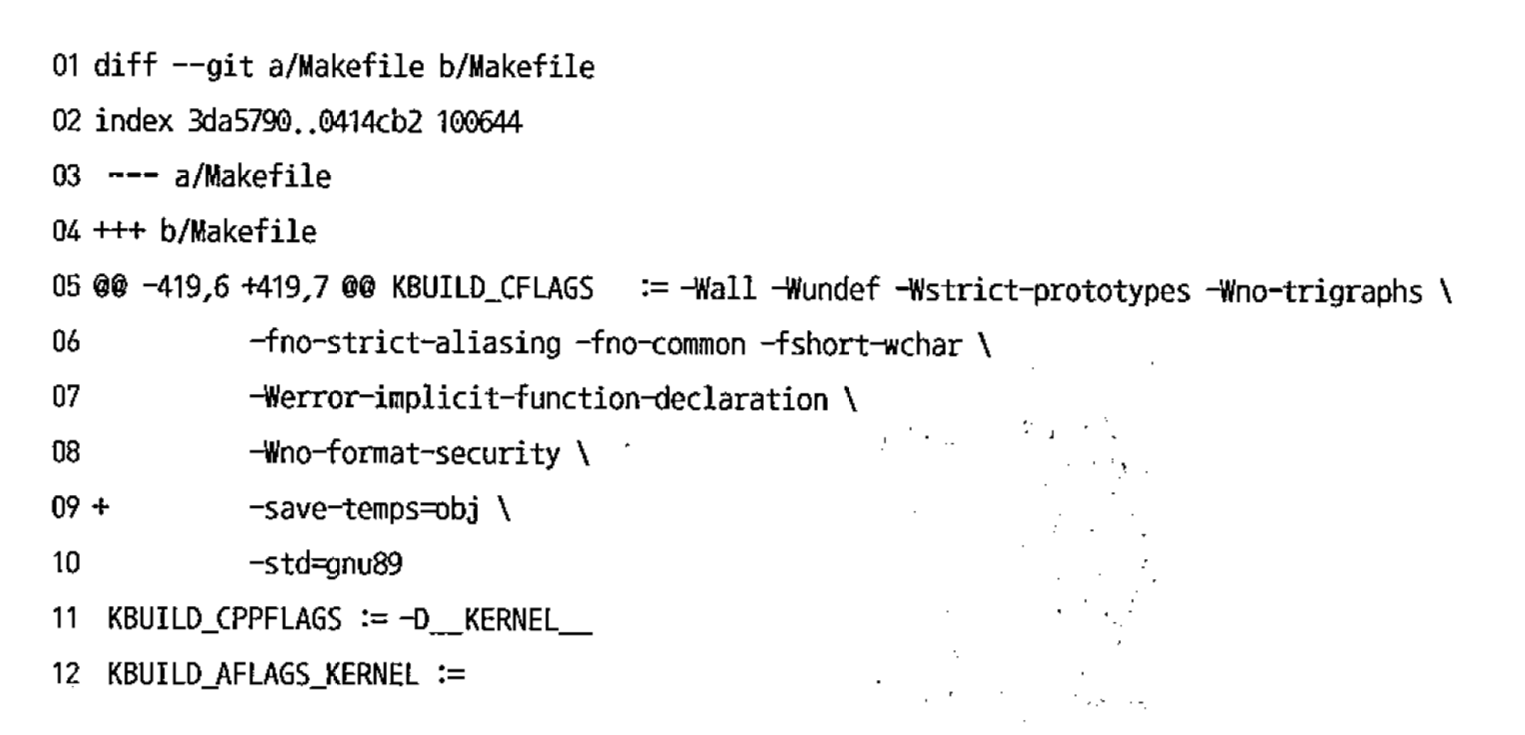 01 diff --git a/Makefile b/Makefile
02 index 3da5790..0414cb2 100644
03  --- a/Makefile
04 +++ b/Makefile
05 @@ -419,6 +419,7 @@ KBUILD_CFLAGS   := -Wall -Wundef -Wstrict-prototypes -Wno-trigraphs \
06           -fno-strict-aliasing -fno-common -fshort-wchar \
07           -Werror-implicit-function-declaration \
08           -Wno-format-security \
09 +         -save-temps=obj \
10           -std=gnu89
11  KBUILD_CPPFLAGS := -D__KERNEL__
12  KBUILD_AFLAGS_KERNEL :=